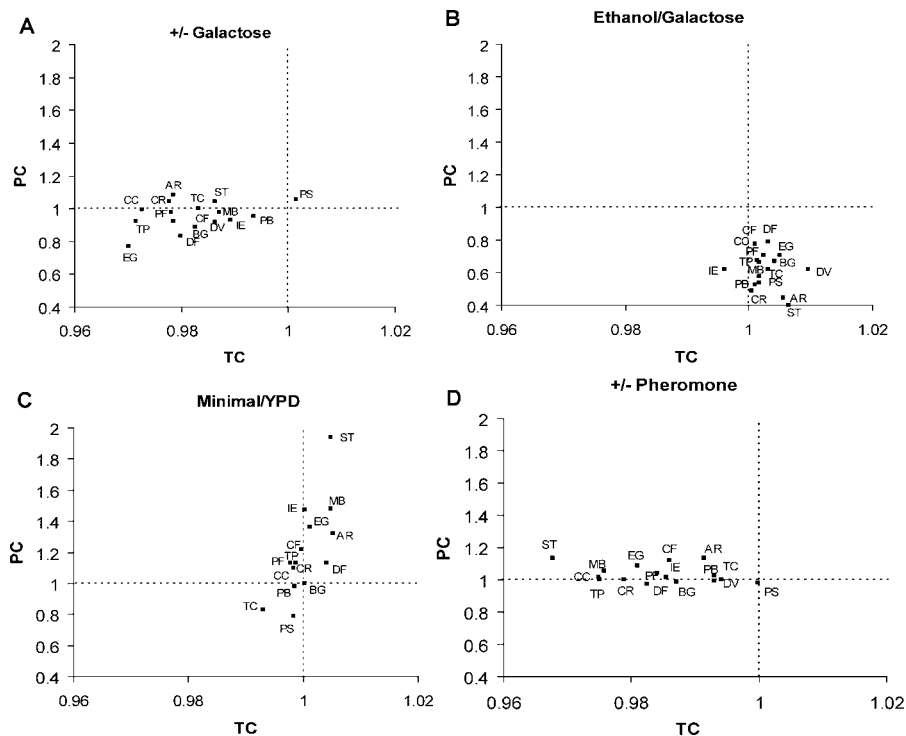 A
+/- Galactose
2
1.8
1.6
1.4
1.2
1
0.8
0.6
0.4
PC
AR
CC
CR
TC
ST
PS
PF
CF
MB
TP
BG
DV
IE
PB
DF
EG
0.96
0.98
1
1.02
TC
B
Ethanol/Galactose
2
1.8
1.6
1.4
1.2
1
0.8
0.6
0.4
PC
CF
DF
CC
PF
EG
TP
BG
IE
MB
TC
DV
PB
PS
CR
AR
ST
0.96
0.98
1
1.02
TC
C
Minimal/YPD
2
1.8
1.6
1.4
1.2
1
0.8
0.6
0.4
PC
ST
IE
MB
EG
AR
CF
PF
TP
CR
DF
CC
PB
BG
TC
PS
0.96
0.98
1
1.02
TC
D
+/- Pheromone
2
1.8
1.6
1.4
1.2
1
0.8
0.6
0.4
PC
ST
MB
EG
CF
AR
CC
PF
IE
PB
TC
TP
CR
DF
BG
DV
PS
0.96
0.98
1
1.02
TC